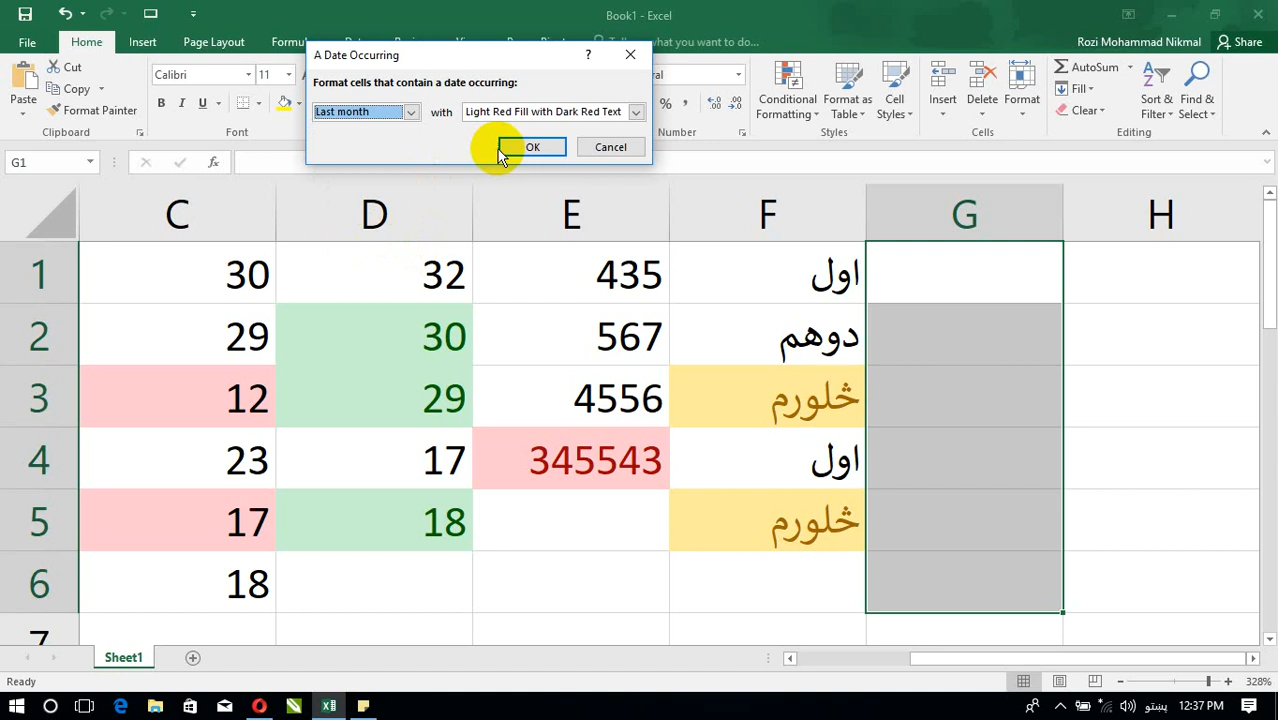 Book1 - Excel
File
Home
Insert
Page Layout
you want to do...
Rozi Mohammad Nikmal
Share
Paste
Cut
Copy
Format Painter
Clipboard
Calibri
11
B I U
Font
A Date Occurring
?
Format cells that contain a date occurring:
Last month
with
Light Red Fill with Dark Red Text
OK
Cancel
%
Number
Conditional
Formatting
Format as
Table
Cell
Styles
Styles
Insert
Delete
Format
Cells
AutoSum
Fill
Clear
Sort &
Filter
Find &
Select
Editing
G1
fx
C D E F G H
1 30 32 435 اول
2 29 30 567 دوهم
3 12 29 4556 څلورم
4 23 17 345543 اول
5 17 18 څلورم
6 18
7
Sheet1
Ready
328%
پښتو
12:37 PM